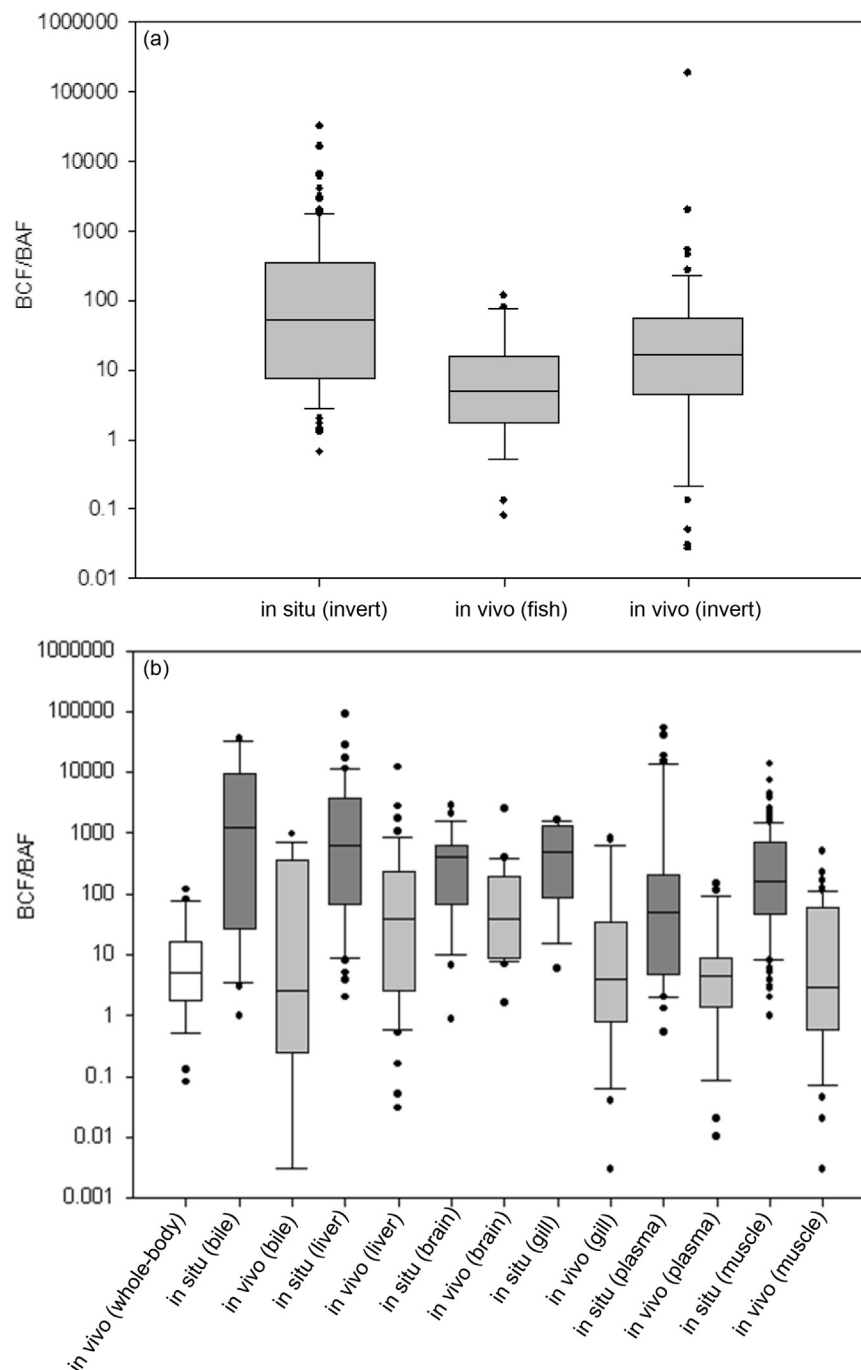 (a)
1000000
100000
10000
1000
100
10
1
0.1
0.01
BCF/BAF
in situ (invert)
in vivo (fish)
in vivo (invert)
(b)
1000000
100000
10000
1000
100
10
1
0.1
0.01
0.001
BCF/BAF
in vivo (whole-body)
in situ (bile)
in vivo (bile)
in situ (liver)
in vivo (liver)
in situ (brain)
in vivo (brain)
in situ (gill)
in vivo (gill)
in situ (plasma)
in vivo (plasma)
in situ (muscle)
in vivo (muscle)